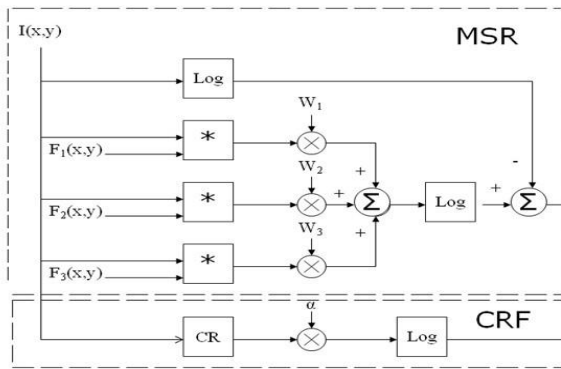 I(x,y)
MSR
Log
W₁
*
F₁(x,y)
+
-
W₂
*
+
Σ
Log
+
Σ
F₂(x,y)
W₃
+
*
F₃(x,y)
α
CRF
CR
Log